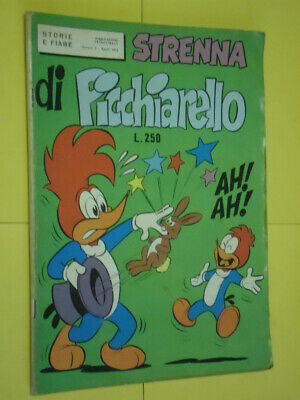 STORIE
E FIABE
STRENNA
di Picchiarello
L. 250
AH!
AH!